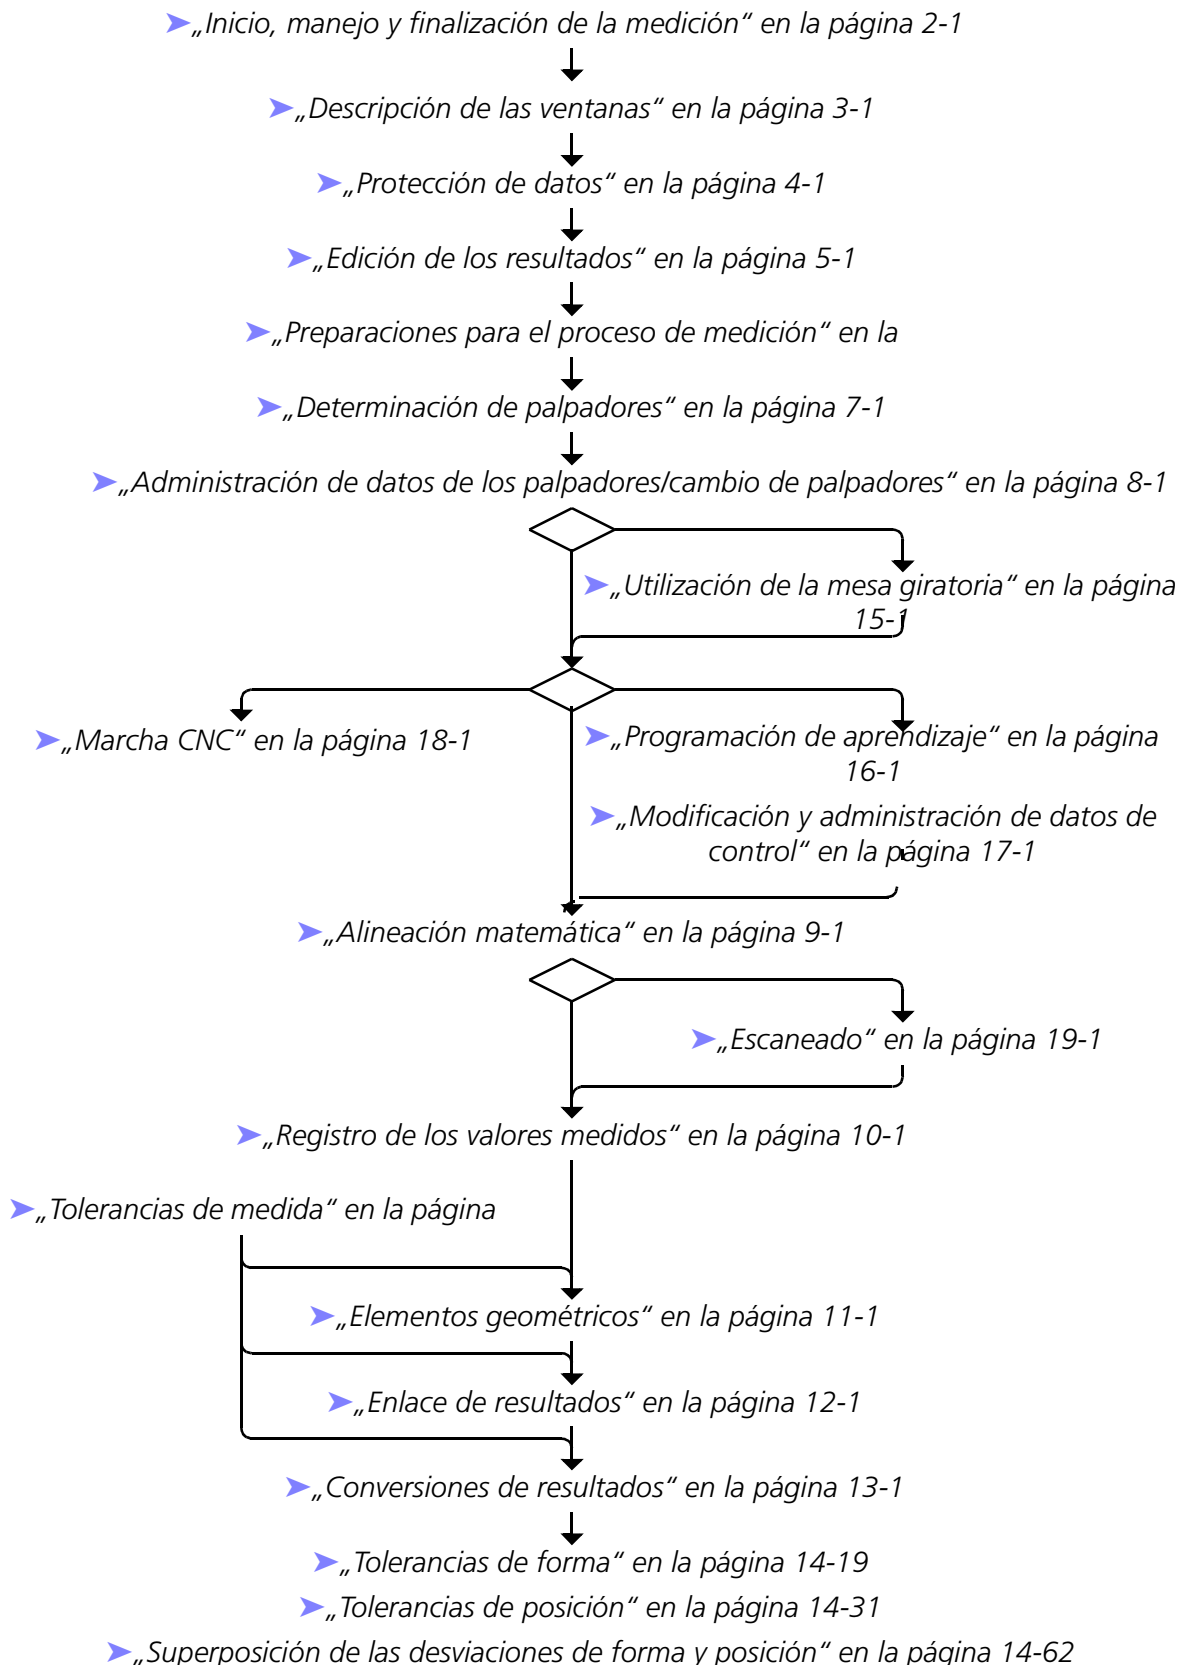 ➤„Inicio, manejo y finalización de la medición“ en la página 2-1
➤„Descripción de las ventanas“ en la página 3-1
➤„Protección de datos“ en la página 4-1
➤„Edición de los resultados“ en la página 5-1
➤„Preparaciones para el proceso de medición“ en la
➤„Determinación de palpadores“ en la página 7-1
➤„Administración de datos de los palpadores/cambio de palpadores“ en la página 8-1
➤„Utilización de la mesa giratoria“ en la página
15-1
➤„Marcha CNC“ en la página 18-1
➤„Programación de aprendizaje“ en la página
16-1
➤„Modificación y administración de datos de
control“ en la página 17-1
➤„Alineación matemática“ en la página 9-1
➤„Escaneado“ en la página 19-1
➤„Registro de los valores medidos“ en la página 10-1
➤„Tolerancias de medida“ en la página
➤„Elementos geométricos“ en la página 11-1
➤„Enlace de resultados“ en la página 12-1
➤„Conversiones de resultados“ en la página 13-1
➤„Tolerancias de forma“ en la página 14-19
➤„Tolerancias de posición“ en la página 14-31
➤„Superposición de las desviaciones de forma y posición“ en la página 14-62